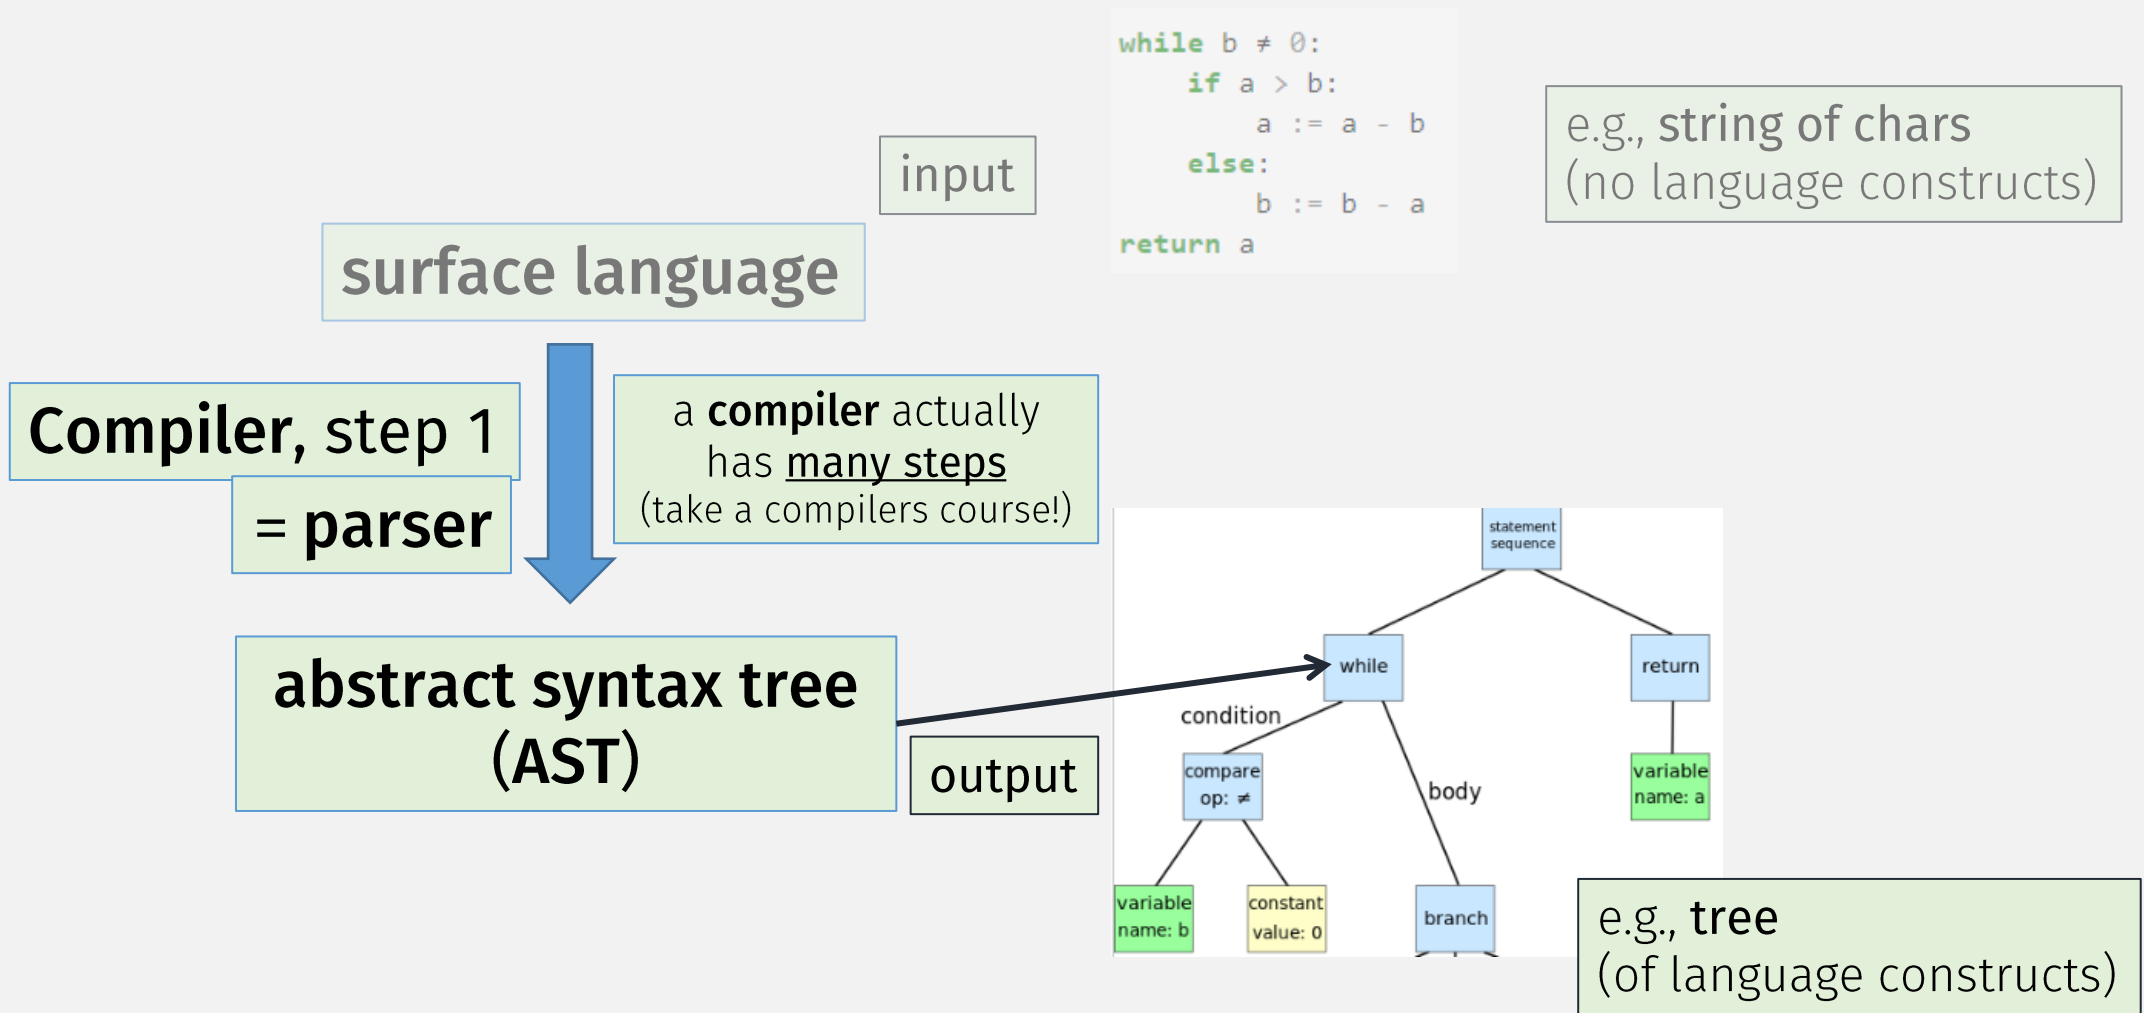 while b ≠ 0:
if a > b:
a := a - b
else:
b := b - a
return a
e.g., string of chars
(no language constructs)
input
surface language
Compiler, step 1
= parser
a compiler actually
has many steps
(take a compilers course!)
abstract syntax tree
(AST)
output
statement
sequence
while
return
condition
body
compare
op: ≠
variable
name: a
variable
name: b
constant
value: 0
branch
e.g., tree
(of language constructs)